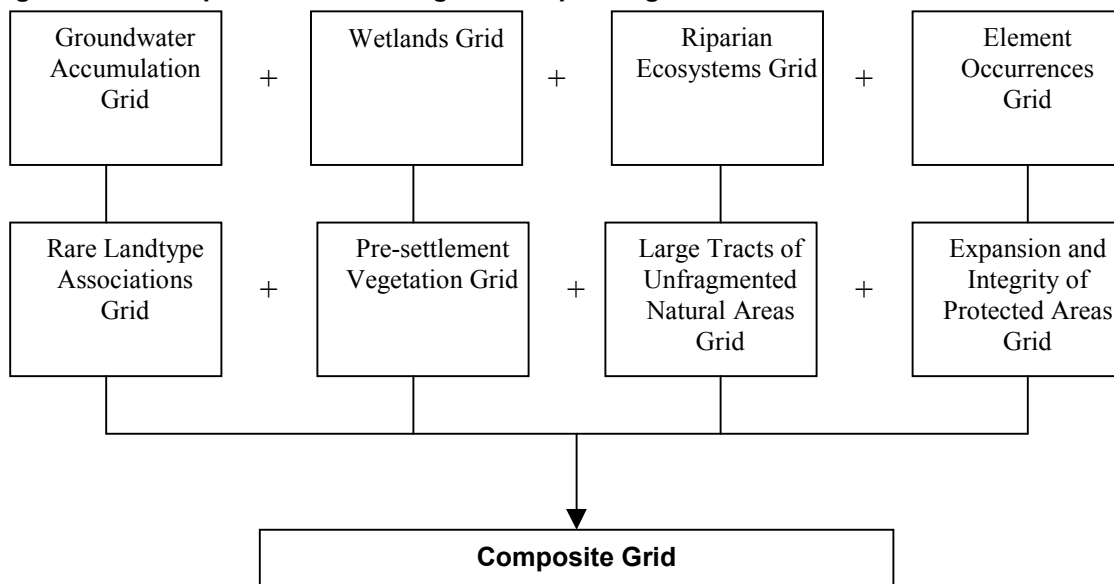 Groundwater
Accumulation
Grid
+
Wetlands Grid
+
Riparian
Ecosystems Grid
+
Element
Occurrences
Grid
Rare Landtype
Associations
Grid
+
Pre-settlement
Vegetation Grid
+
Large Tracts of
Unfragmented
Natural Areas
Grid
+
Expansion and
Integrity of
Protected Areas
Grid
Composite Grid